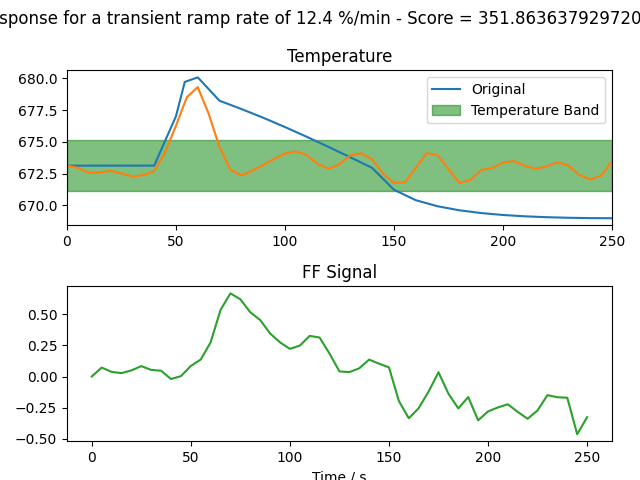 sponse for a transient ramp rate of 12.4 %/min - Score = 351.863637929720
Temperature
680.0
677.5
675.0
672.5
670.0
Original
Temperature Band
0 50 100 150 200 250
FF Signal
0.50
0.25
0.00
−0.25
−0.50
0 50 100 150 200 250
Time / s